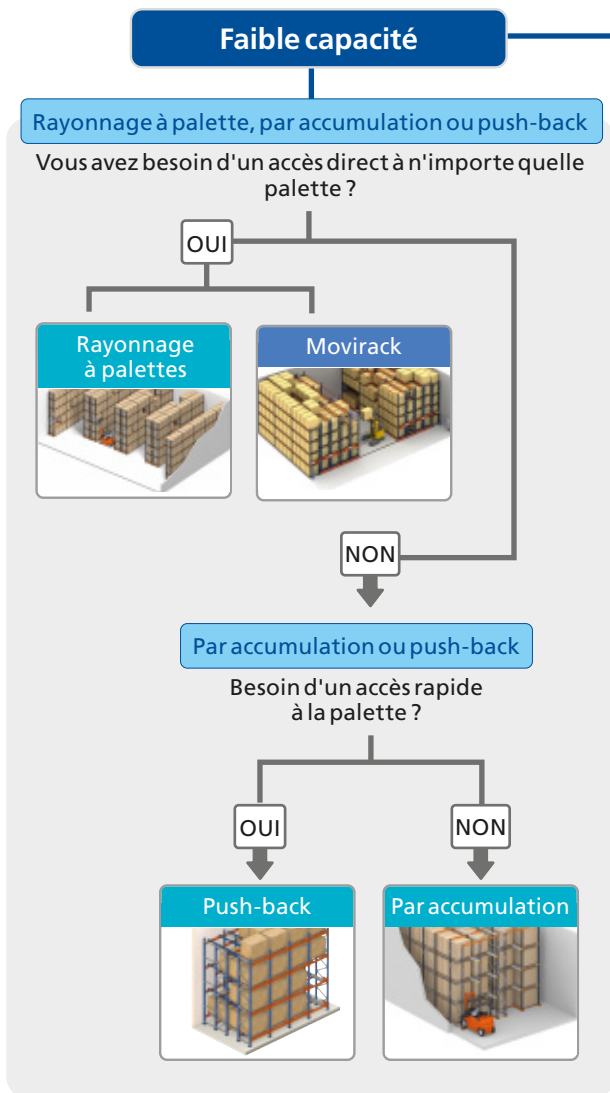 Faible capacité
Rayonnage à palette, par accumulation ou push-back
Vous avez besoin d'un accès direct à n'importe quelle
palette ?
OUI
Rayonnage
à palettes
Movirack
NON
Par accumulation ou push-back
Besoin d'un accès rapide
à la palette ?
OUI
NON
Push-back
Par accumulation